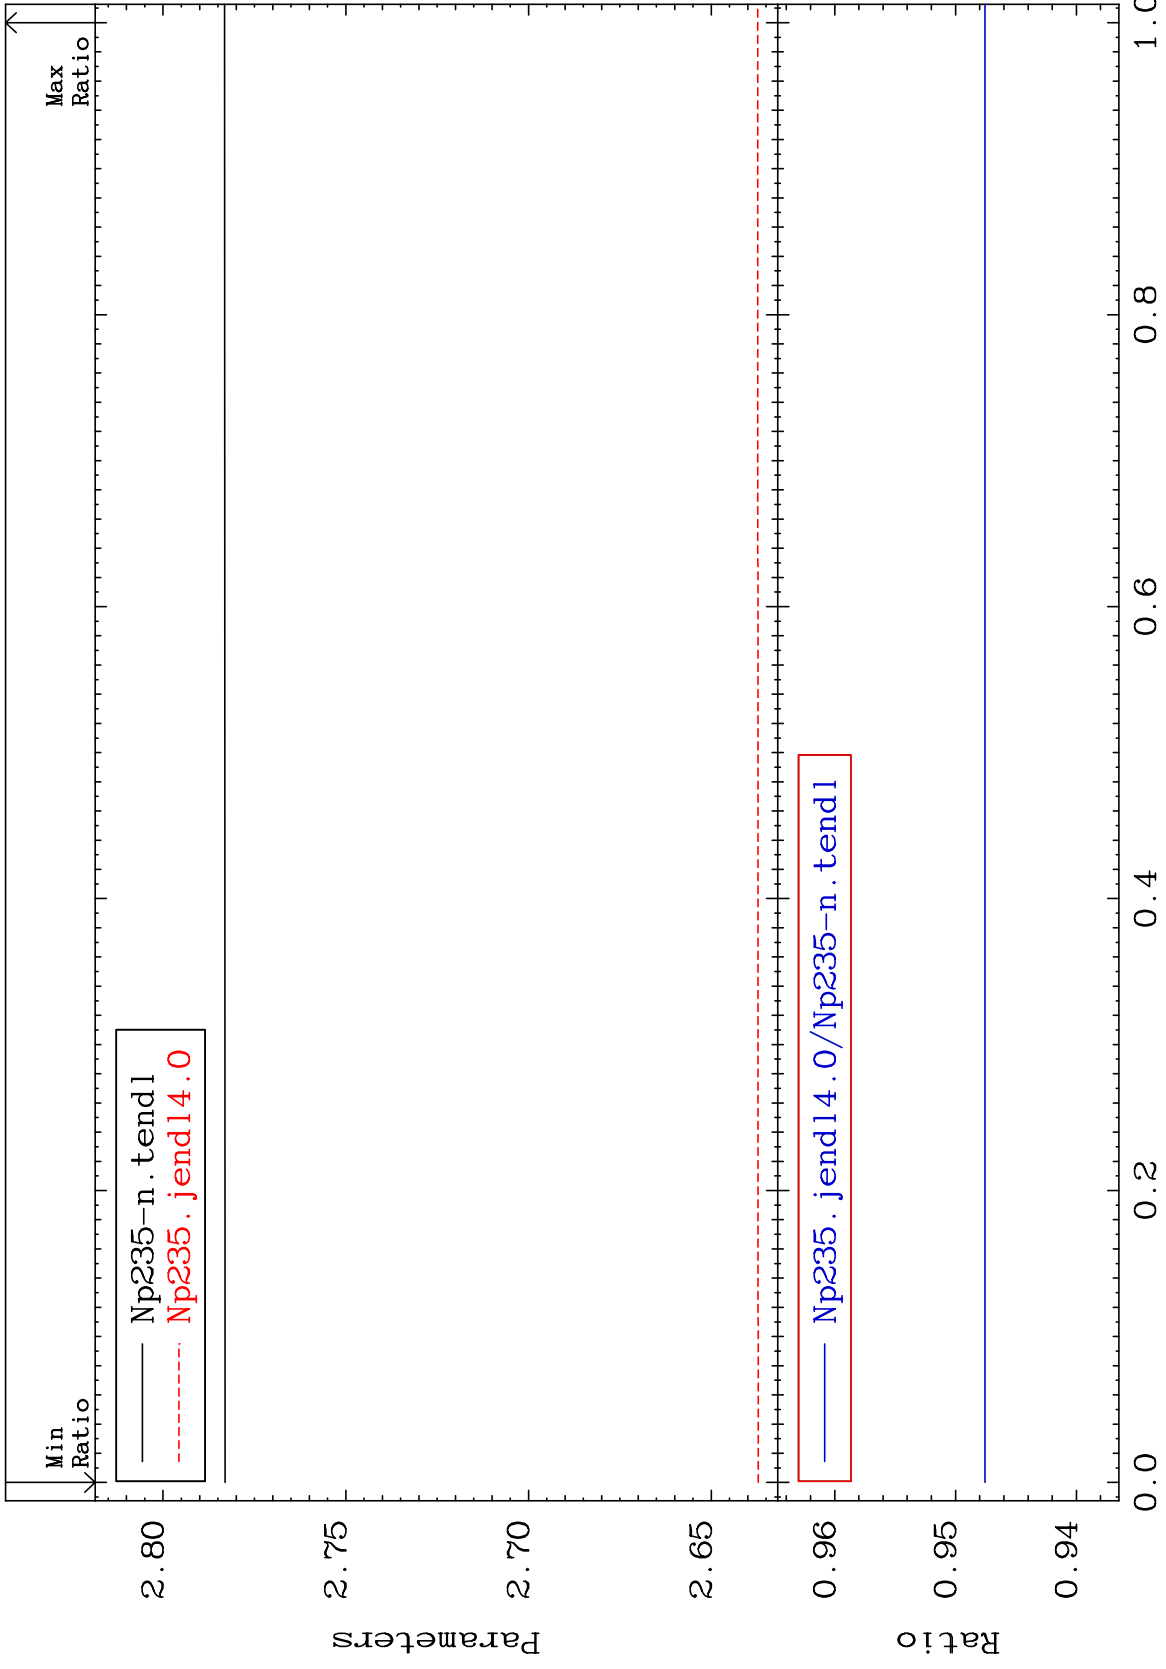 Min
Ratio
Max
Ratio
Np235-n.tendl
Np235.jendl4.0
2.80
2.75
2.70
2.65
Parameters
Np235.jendl4.0/Np235-n.tendl
0.96
0.95
0.94
Ratio
0.0
0.2
0.4
0.6
0.8
1.0